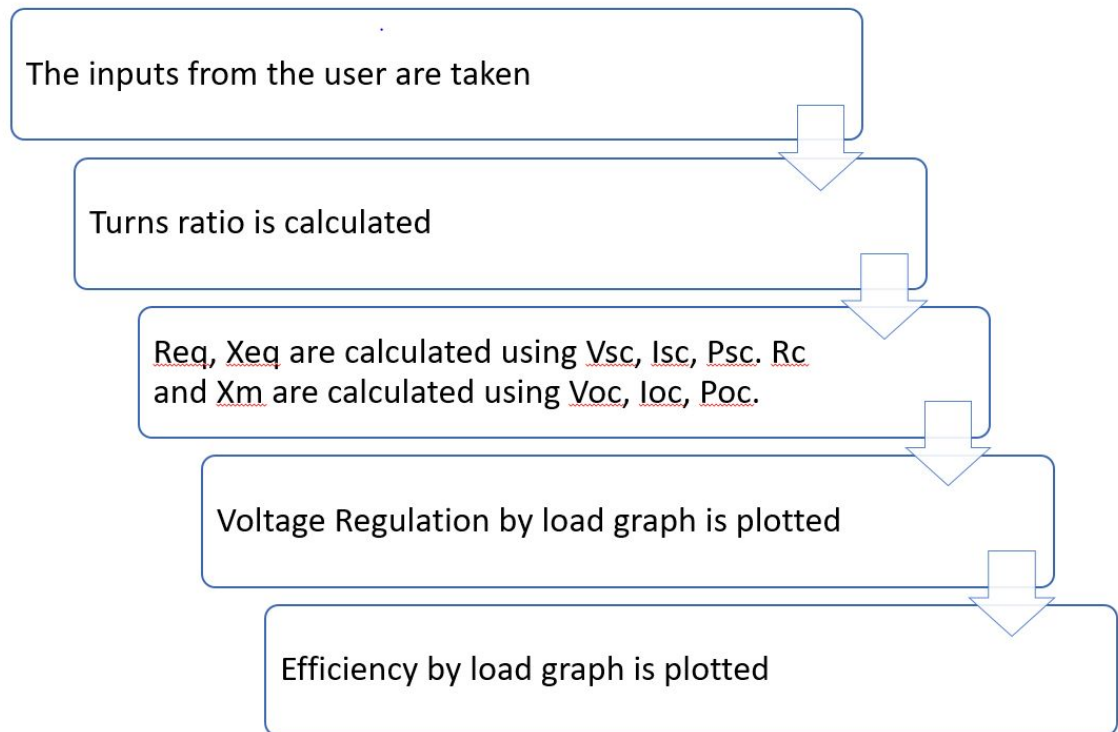 The inputs from the user are taken
Turns ratio is calculated
Req, Xeq are calculated using Vsc, Isc, Psc. Rc
and Xm are calculated using Voc, Ioc, Poc.
Voltage Regulation by load graph is plotted
Efficiency by load graph is plotted